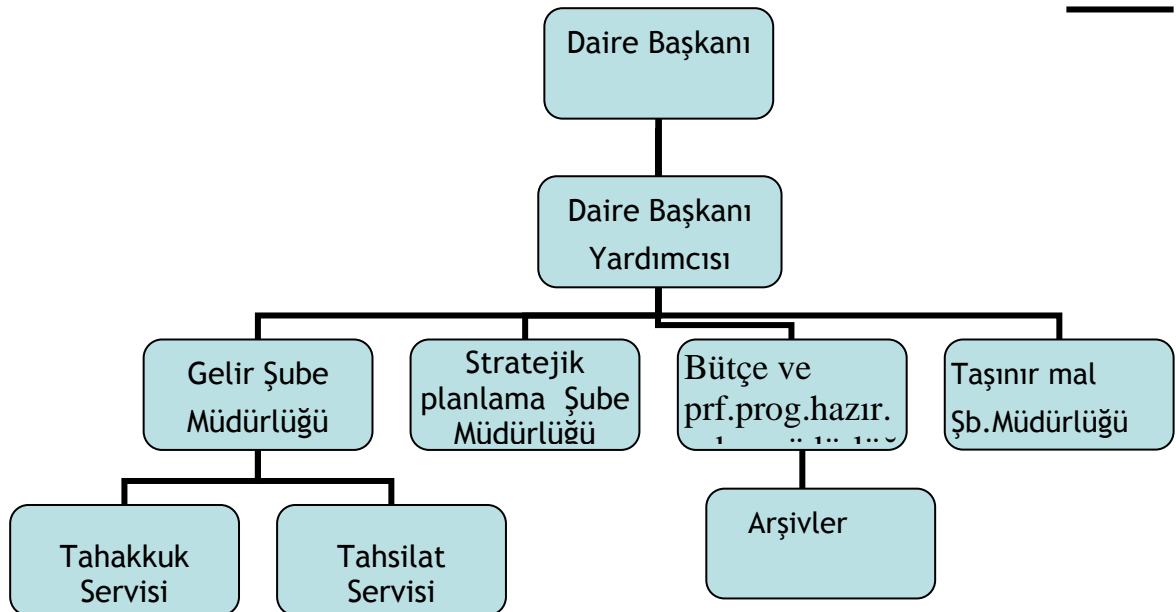 Daire Başkanı
Daire Başkanı
Yardımcısı
Gelir Şube
Müdürlüğü
Stratejik
planlama Şube
Müdürlüğü
Bütçe ve
prf.prog.hazır.
Taşınır mal
Şb.Müdürlüğü
Tahakkuk
Servisi
Tahsilat
Servisi
Arşivler